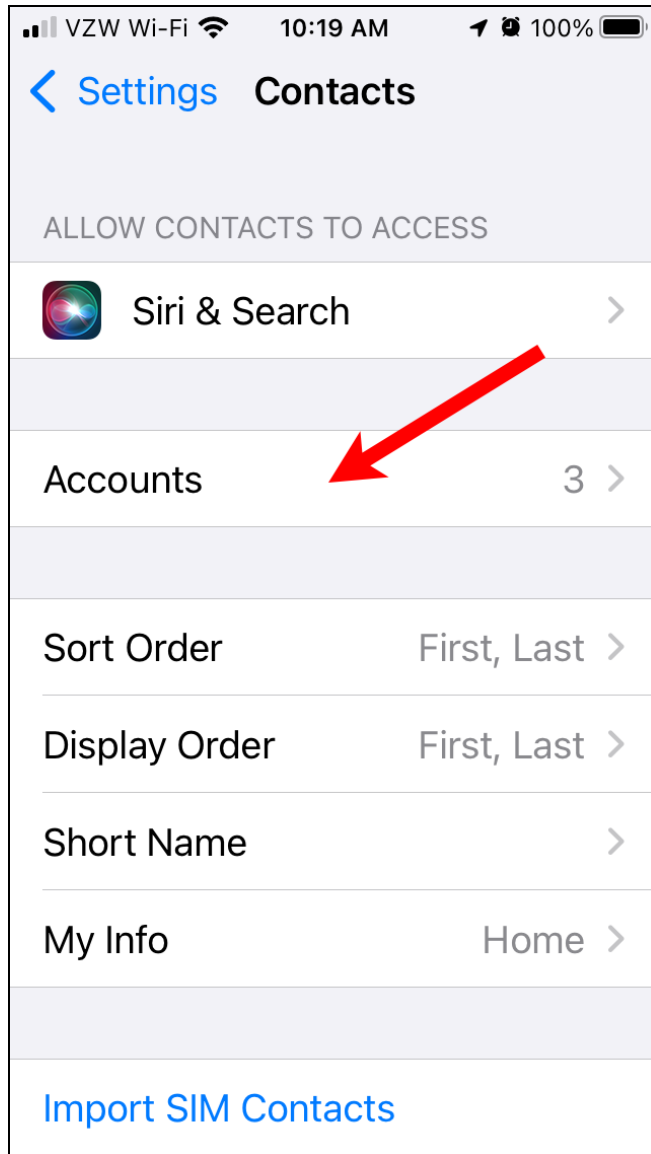 VZW Wi-Fi 10:19 AM 100%
Settings Contacts
ALLOW CONTACTS TO ACCESS
Siri & Search
Accounts 3
Sort Order First, Last
Display Order First, Last
Short Name
My Info Home
Import SIM Contacts